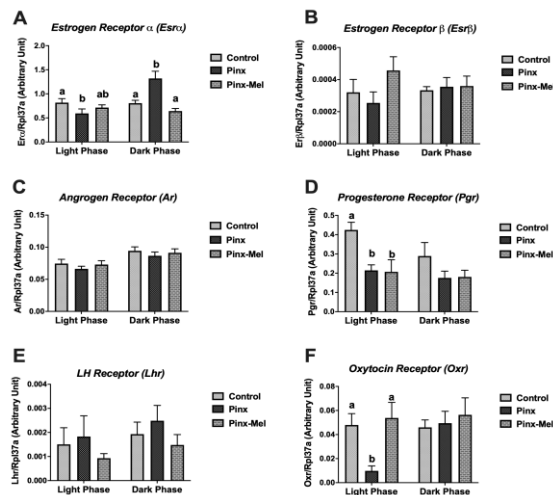 A
Estrogen Receptor α (Esrα)
Erα/Rpl37a (Arbitrary Unit)
2.0
1.5
1.0
0.5
0.0
a
b
ab
a
b
a
Light Phase
Dark Phase
Control
Pinx
Pinx-Mel
B
Estrogen Receptor β (Esrβ)
Erβ/Rpl37a (Arbitrary Unit)
0.0006
0.0004
0.0002
0.0000
Light Phase
Dark Phase
Control
Pinx
Pinx-Mel
C
Angrogen Receptor (Ar)
Ar/Rpl37a (Arbitrary Unit)
0.15
0.10
0.05
0.00
Light Phase
Dark Phase
Control
Pinx
Pinx-Mel
D
Progesterone Receptor (Pgr)
Pgr/Rpl37a (Arbitrary Unit)
0.5
0.4
0.3
0.2
0.1
0.0
a
b
b
Light Phase
Dark Phase
Control
Pinx
Pinx-Mel
E
LH Receptor (Lhr)
Lhr/Rpl37a (Arbitrary Unit)
0.004
0.003
0.002
0.001
0.000
Light Phase
Dark Phase
Control
Pinx
Pinx-Mel
F
Oxytocin Receptor (Oxr)
Oxr/Rpl37a (Arbitrary Unit)
0.08
0.06
0.04
0.02
0.00
a
b
a
Light Phase
Dark Phase
Control
Pinx
Pinx-Mel